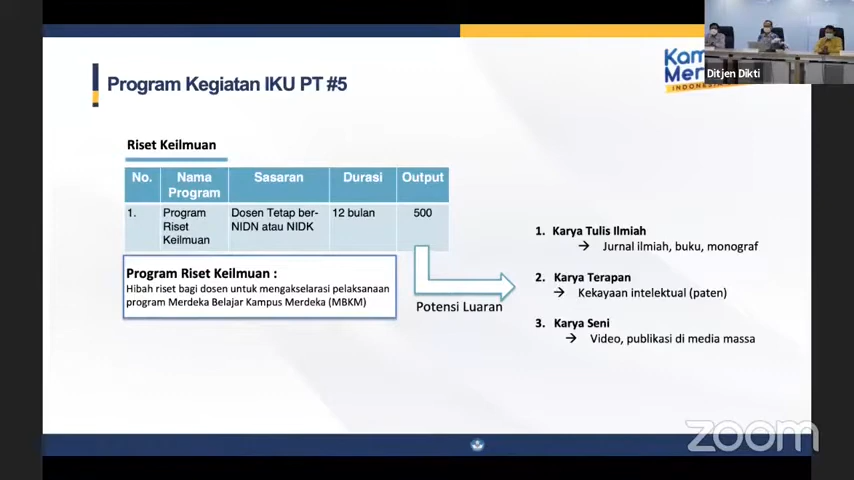 Program Kegiatan IKU PT #5
Kam
Mer
INDONESIA
Ditjen Dikti
Riset Keilmuan
No. Nama Program Sasaran Durasi Output
1. Program Riset Keilmuan Dosen Tetap ber-NIDN atau NIDK 12 bulan 500
Program Riset Keilmuan :
Hibah riset bagi dosen untuk mengakselarasi pelaksanaan
program Merdeka Belajar Kampus Merdeka (MBKM)
Potensi Luaran
1. Karya Tulis Ilmiah
→ Jurnal ilmiah, buku, monograf
2. Karya Terapan
→ Kekayaan intelektual (paten)
3. Karya Seni
→ Video, publikasi di media massa
zoom